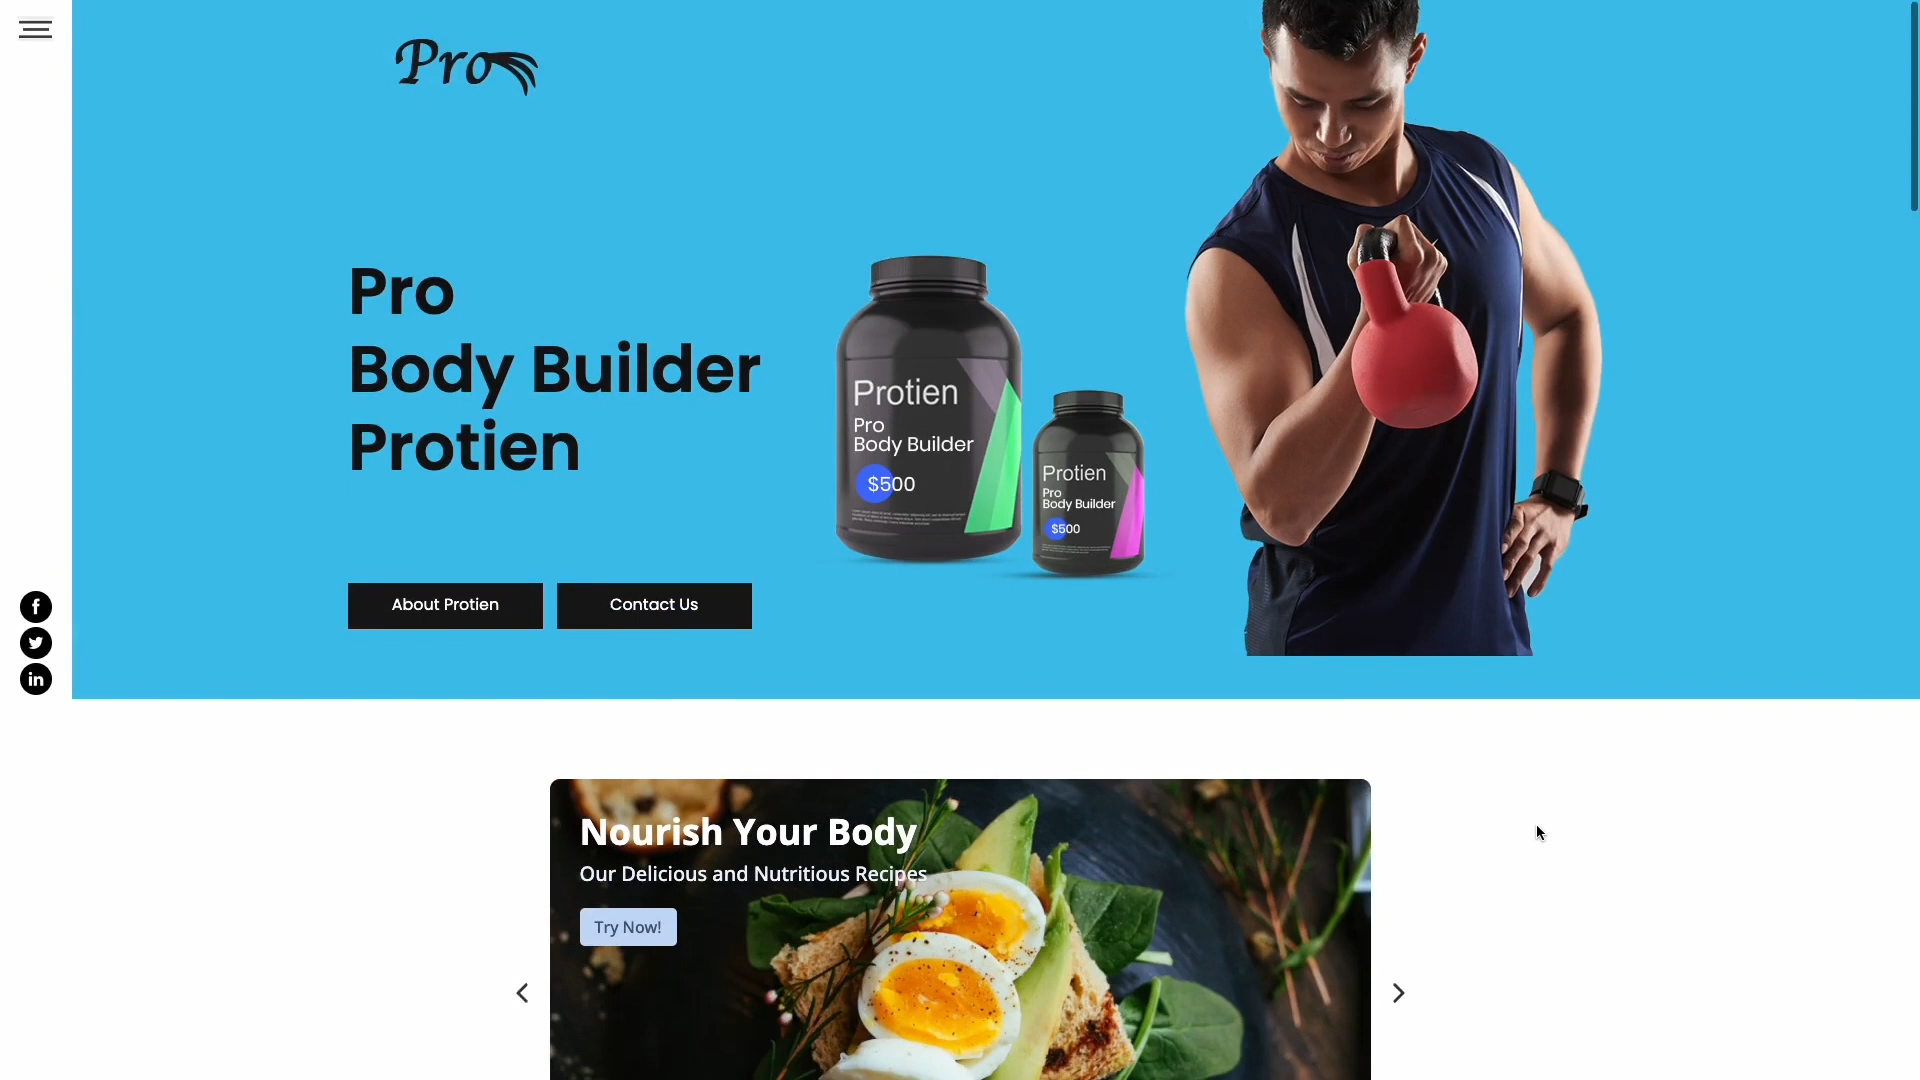 Pro
Pro
Body Builder
Protien
About Protien
Contact Us
Protien
Pro
Body Builder
$500
Protien
Pro
Body Builder
$500
Nourish Your Body
Our Delicious and Nutritious Recipes
Try Now!